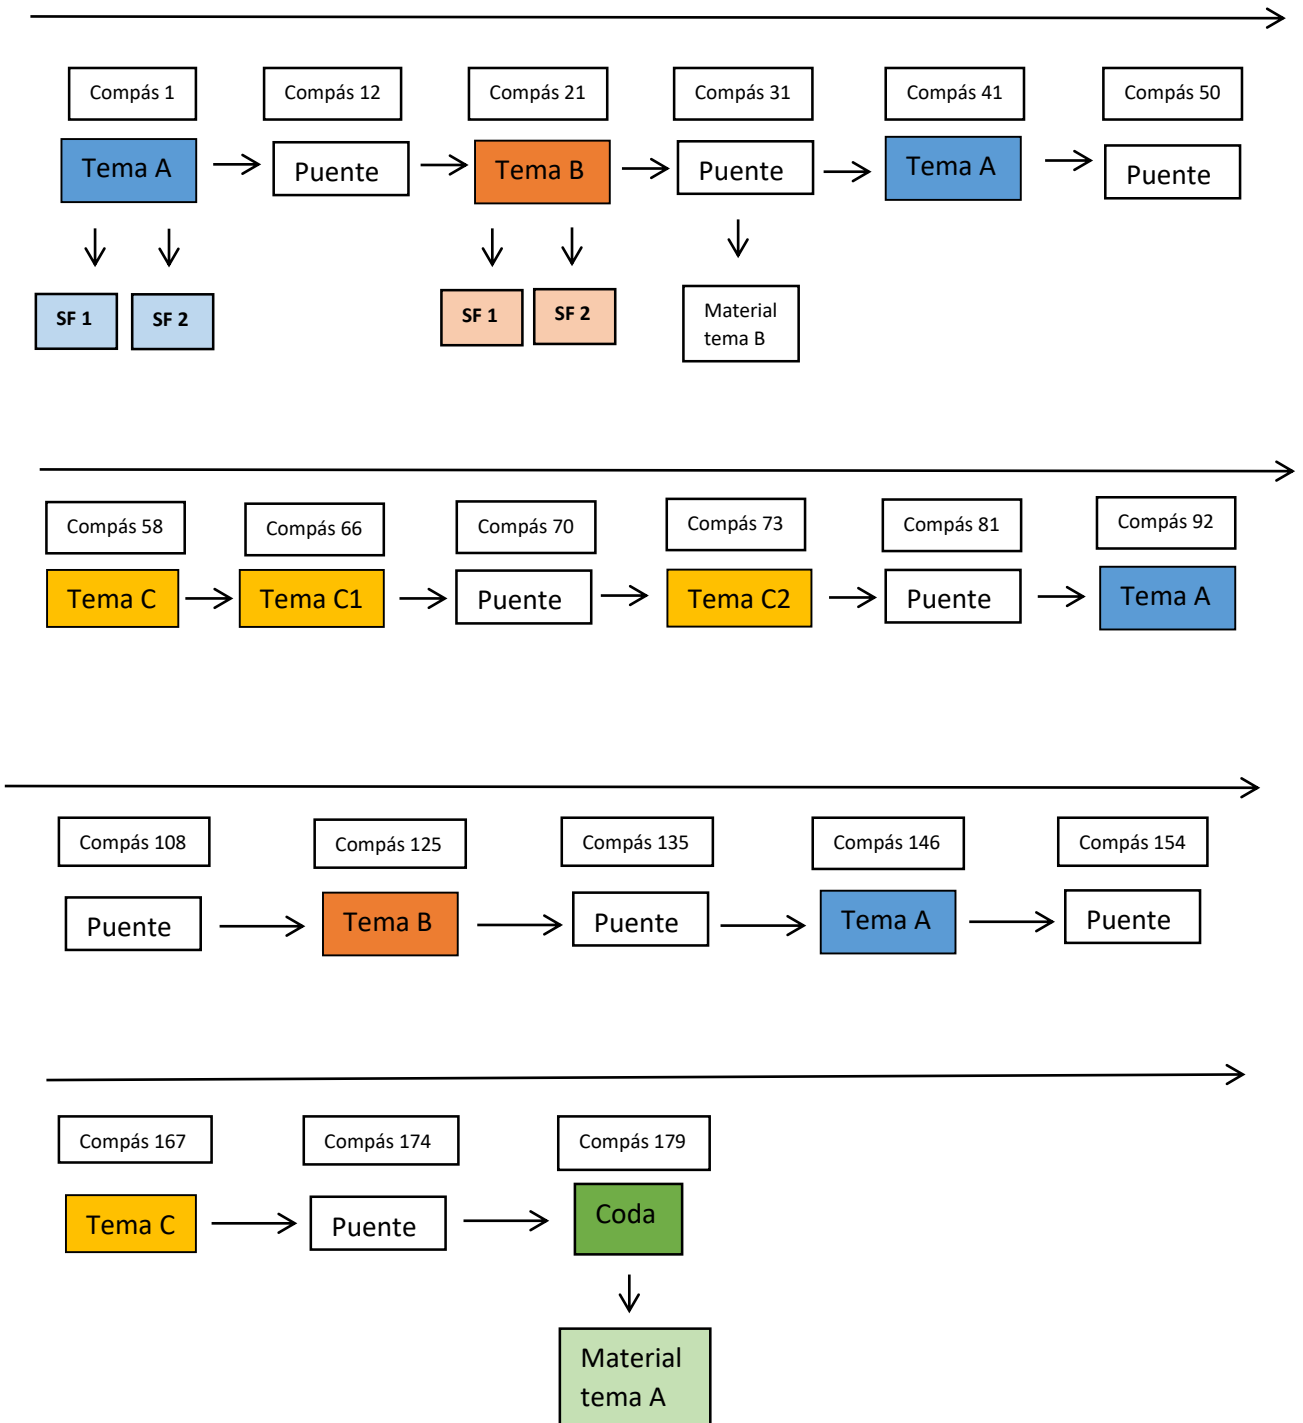 Compás 1
Compás 12
Compás 21
Compás 31
Compás 41
Compás 50
Tema A
Puente
Tema B
Puente
Tema A
Puente
SF 1
SF 2
SF 1
SF 2
Material
tema B
Compás 58
Compás 66
Compás 70
Compás 73
Compás 81
Compás 92
Tema C
Tema C1
Puente
Tema C2
Puente
Tema A
Compás 108
Compás 125
Compás 135
Compás 146
Compás 154
Puente
Tema B
Puente
Tema A
Puente
Compás 167
Compás 174
Compás 179
Tema C
Puente
Coda
Material
tema A